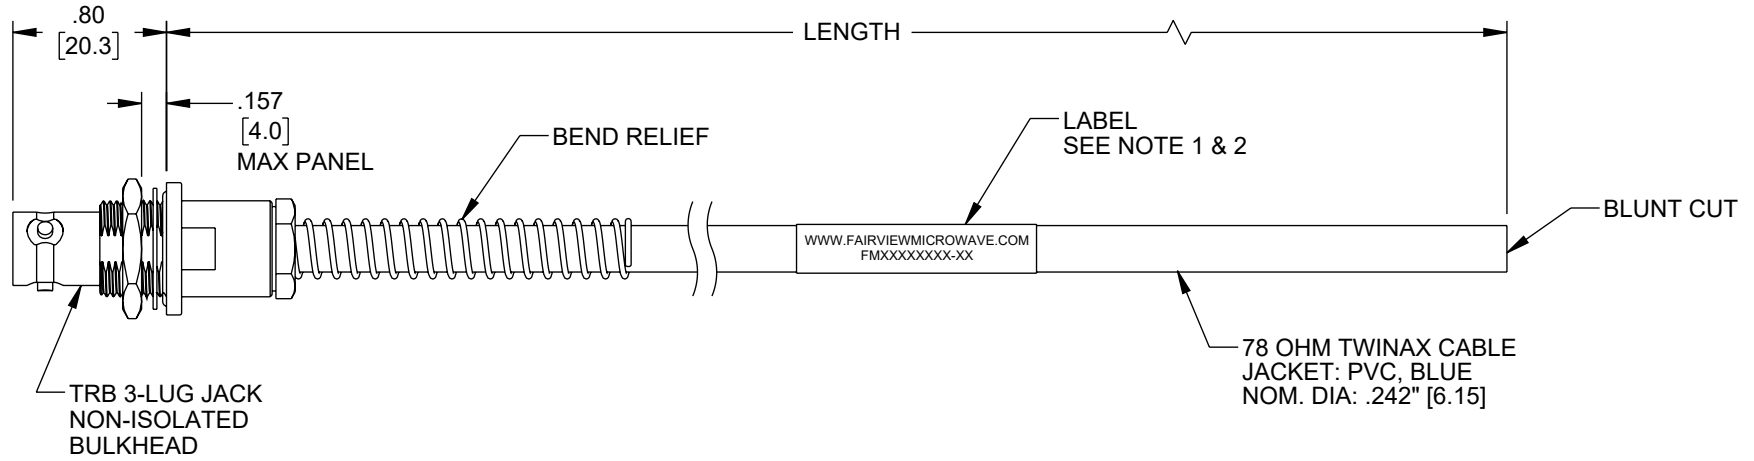 .80
[20.3]
LENGTH
.157
[4.0]
MAX PANEL
BEND RELIEF
LABEL
SEE NOTE 1 & 2
BLUNT CUT
WWW.FAIRVIEWMICROWAVE.COM
FMXXXXXXXX-XX
78 OHM TWINAX CABLE
JACKET: PVC, BLUE
NOM. DIA: .242" [6.15]
TRB 3-LUG JACK
NON-ISOLATED
BULKHEAD